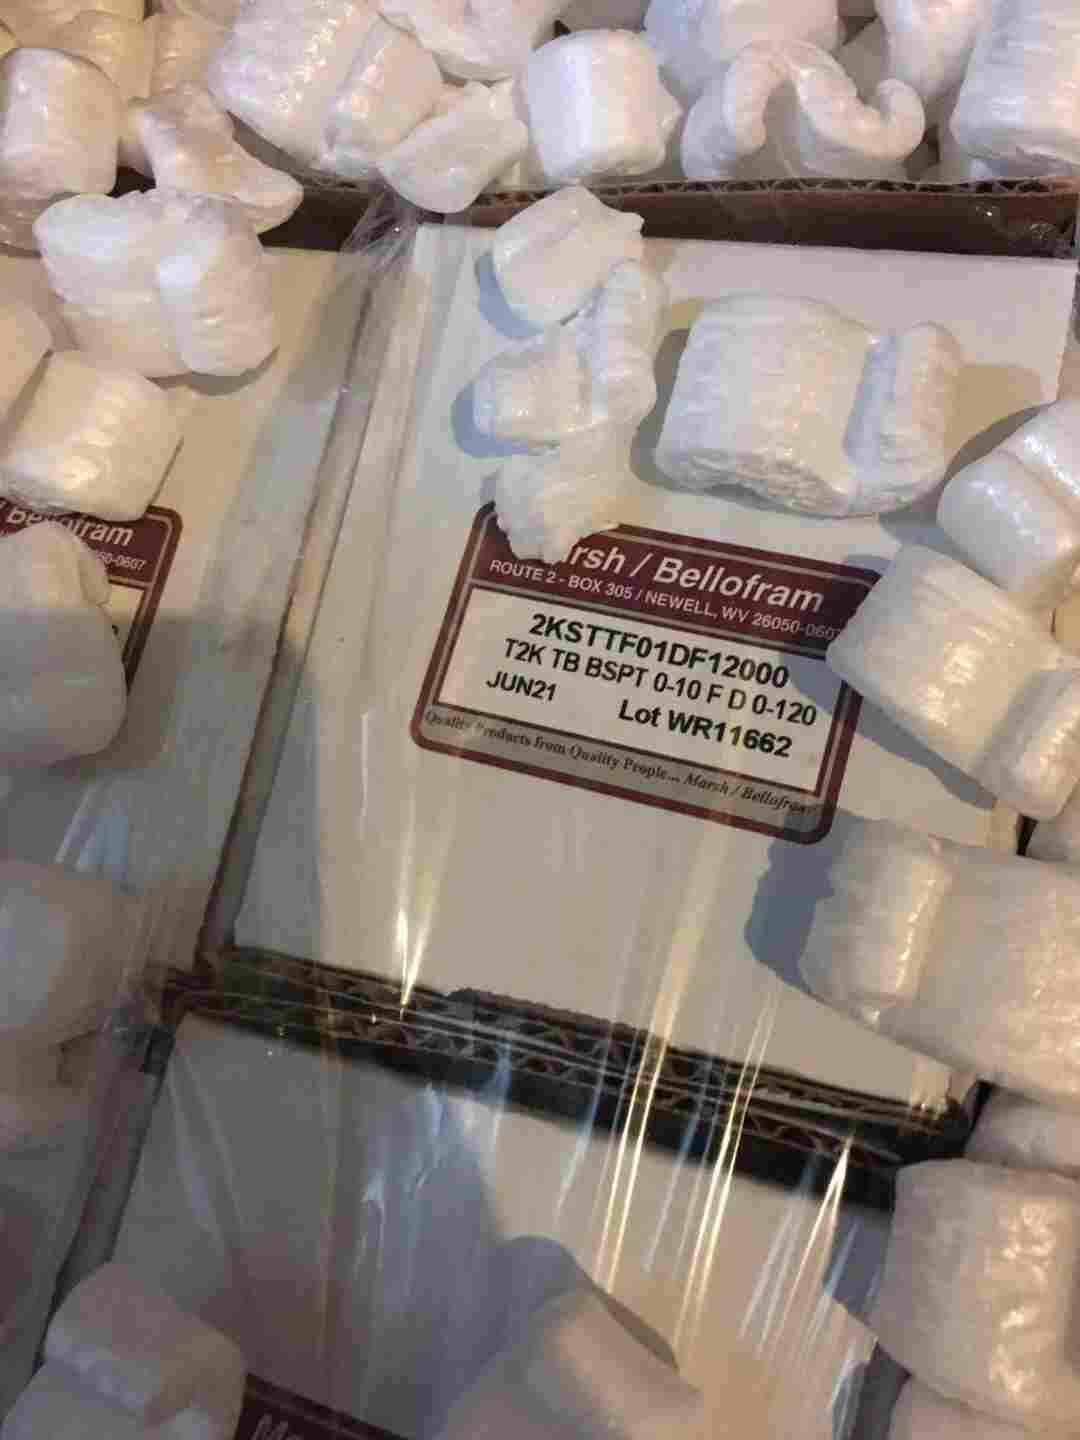 / Bellofram
50-0607
rsh / Bellofram
ROUTE 2 - BOX 305 / NEWELL, WV 26050-0607
2KSTTF01DF12000
T2K TB BSPT 0-10 F D 0-120
JUN21 Lot WR11662
Quality Products from Quality People... Marsh / Bellofram